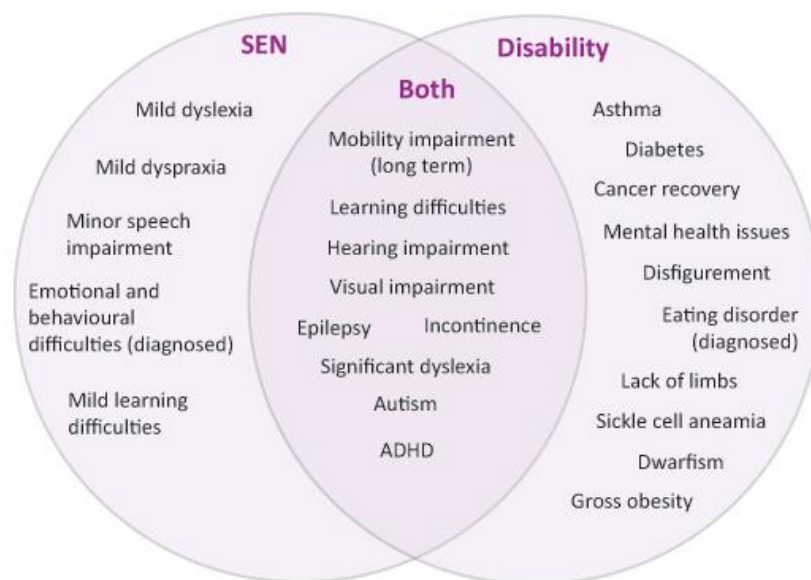 SEN
Mild dyslexia
Mild dyspraxia
Minor speech
impairment
Emotional and
behavioural
difficulties (diagnosed)
Mild learning
difficulties
Both
Mobility impairment
(long term)
Learning difficulties
Hearing impairment
Visual impairment
Epilepsy Incontinence
Significant dyslexia
Autism
ADHD
Disability
Asthma
Diabetes
Cancer recovery
Mental health issues
Disfigurement
Eating disorder
(diagnosed)
Lack of limbs
Sickle cell aneamia
Dwarfism
Gross obesity